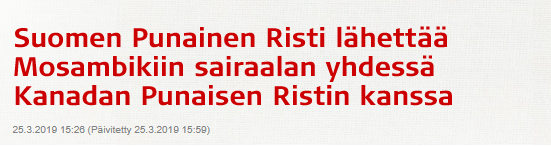 Suomen Punainen Risti lähettää
Mosambikiin sairaalan yhdessä
Kanadan Punaisen Ristin kanssa
25.3.2019 15:26 (Päivitetty 25.3.2019 15:59)